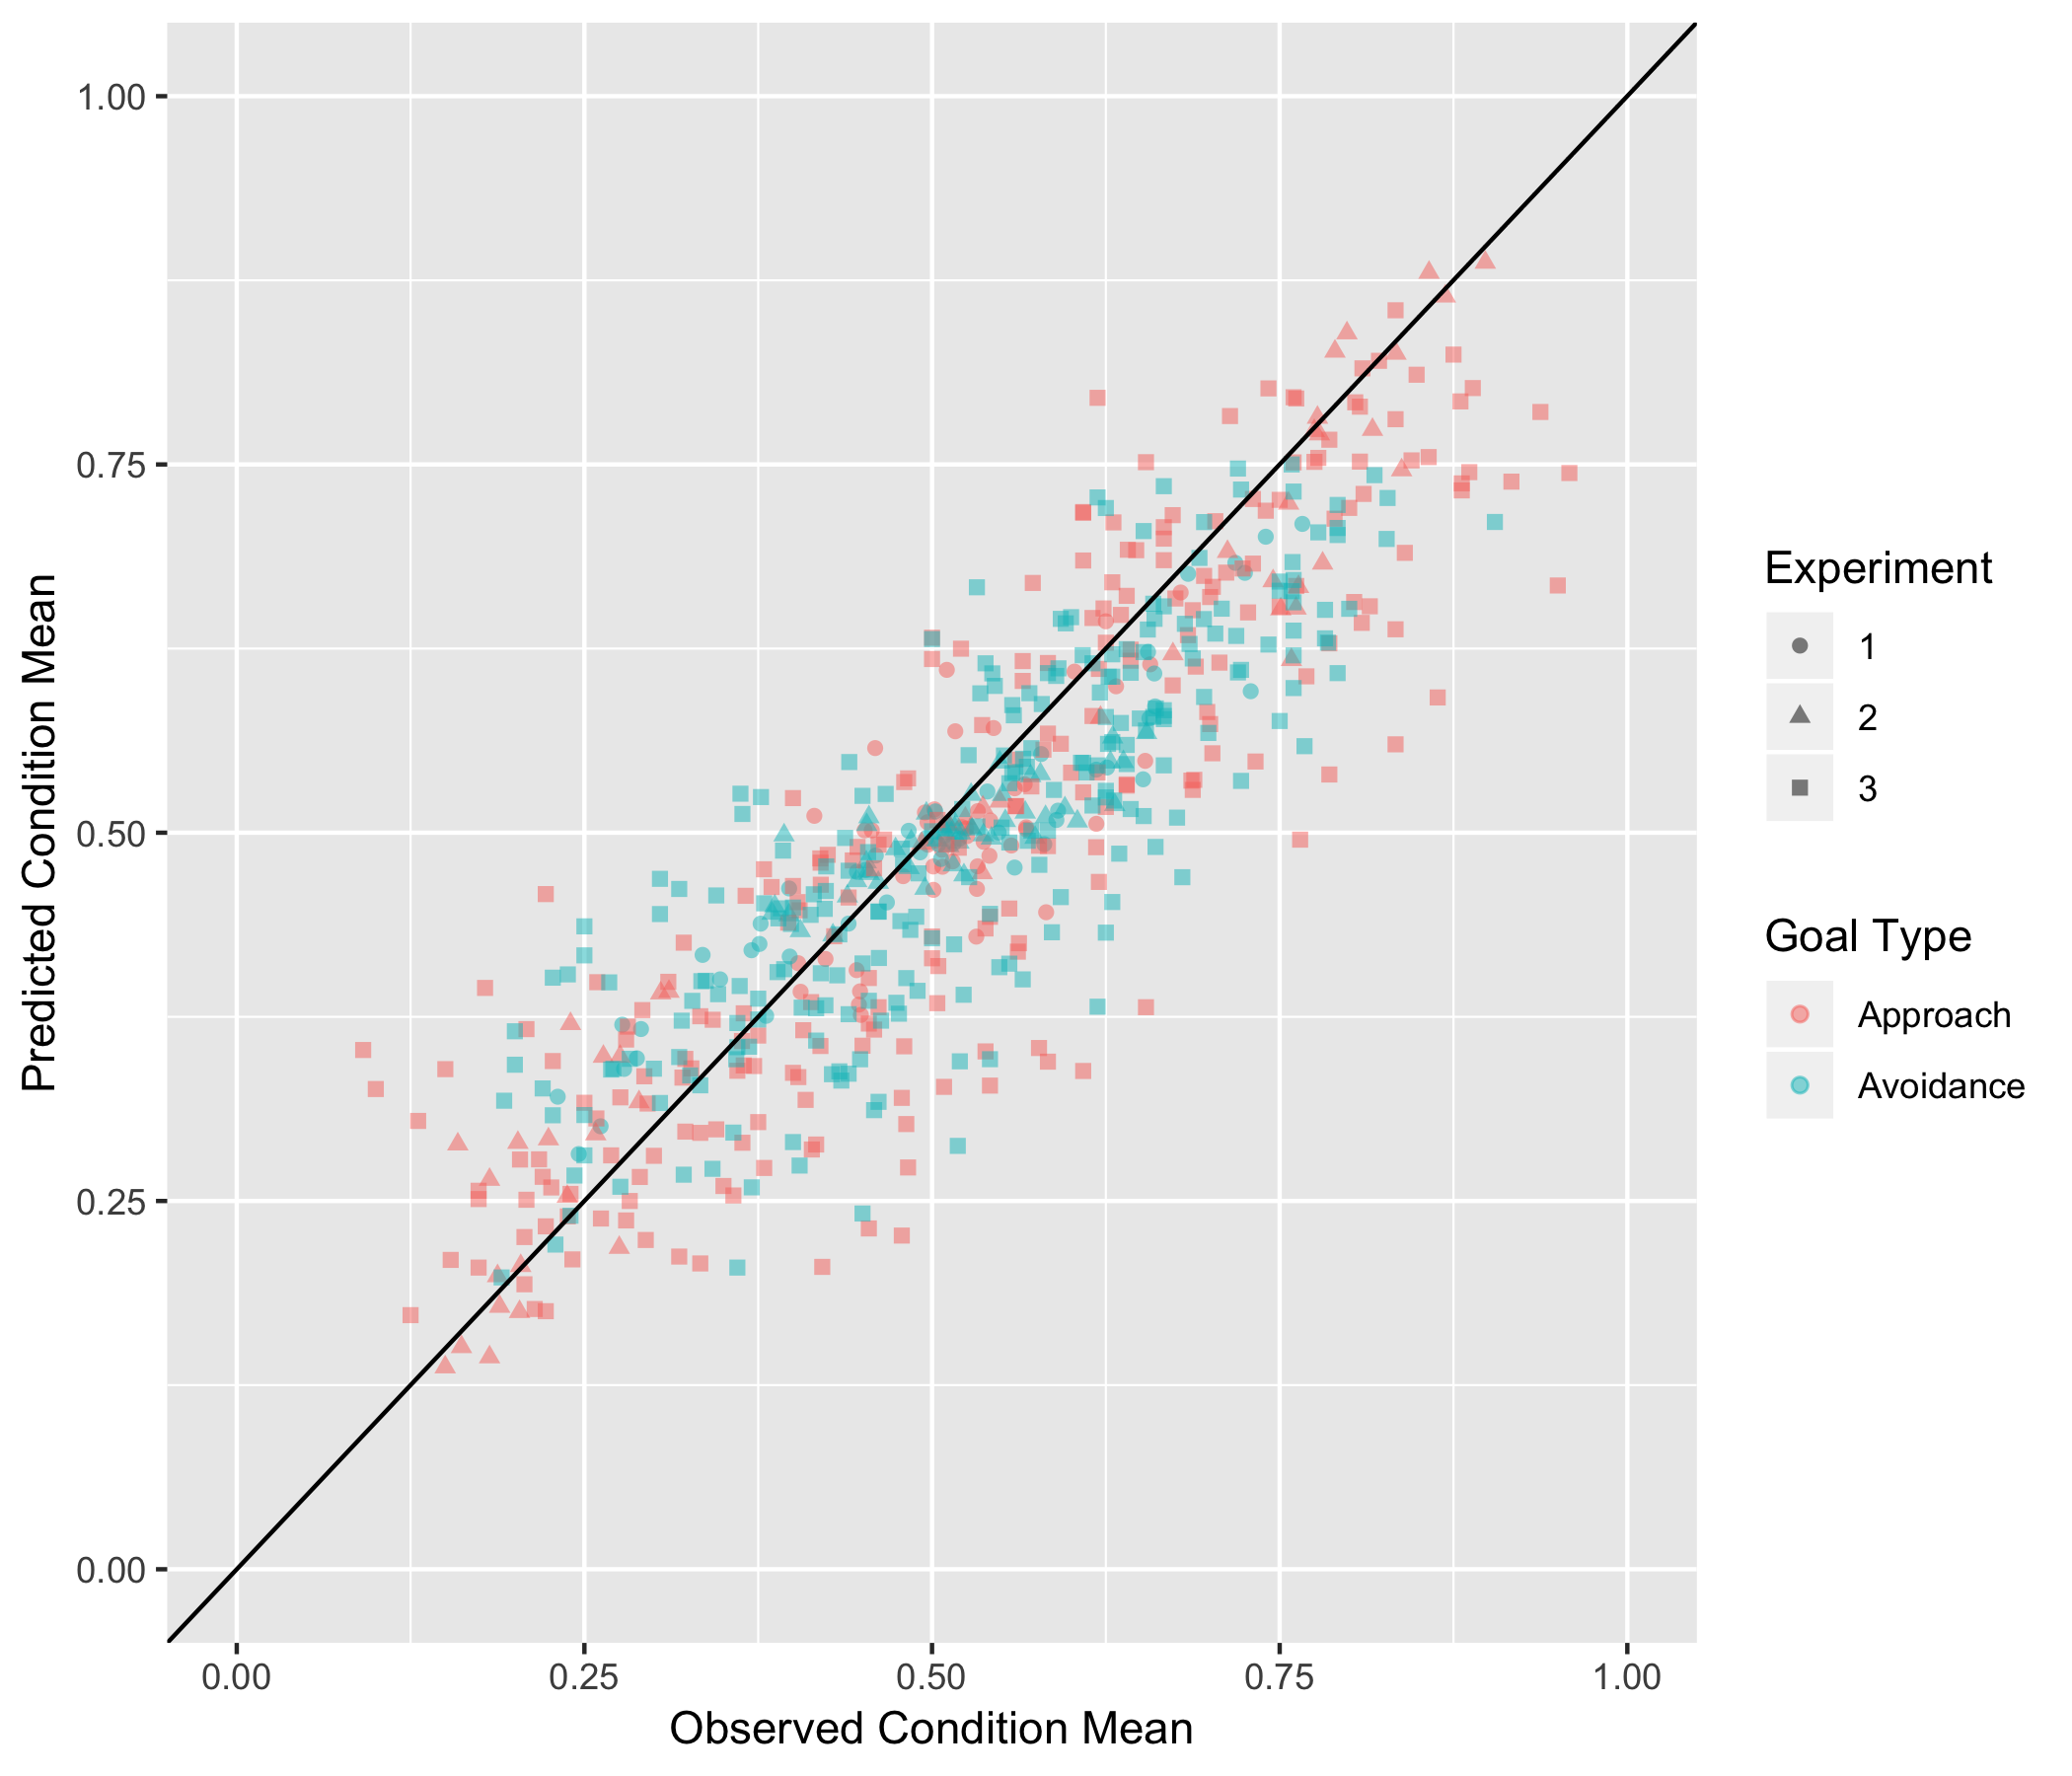 Predicted Condition Mean
1.00
0.75
0.50
0.25
0.00
0.00 0.25 0.50 0.75 1.00
Observed Condition Mean
Experiment
1
2
3
Goal Type
Approach
Avoidance